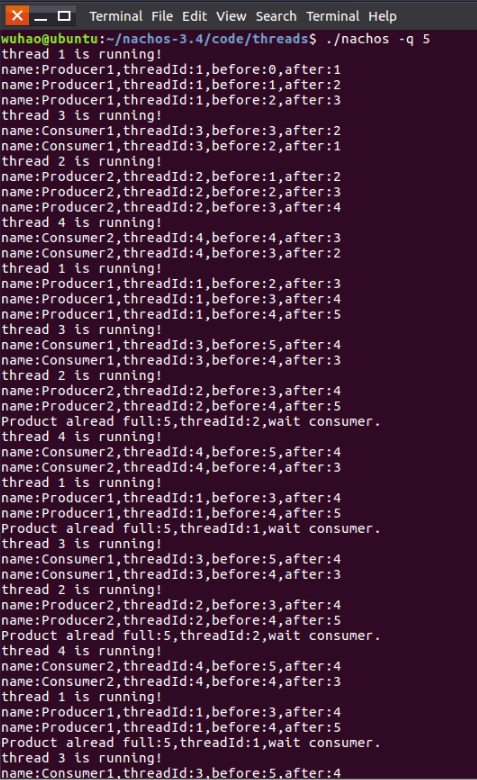 Terminal File Edit View Search Terminal Help
wuhao@ubuntu:~/nachos-3.4/code/threads$ ./nachos -q 5
thread 1 is running!
name:Producer1,threadId:1,before:0,after:1
name:Producer1,threadId:1,before:1,after:2
name:Producer1,threadId:1,before:2,after:3
thread 3 is running!
name:Consumer1,threadId:3,before:3,after:2
name:Consumer1,threadId:3,before:2,after:1
thread 2 is running!
name:Producer2,threadId:2,before:1,after:2
name:Producer2,threadId:2,before:2,after:3
name:Producer2,threadId:2,before:3,after:4
thread 4 is running!
name:Consumer2,threadId:4,before:4,after:3
name:Consumer2,threadId:4,before:3,after:2
thread 1 is running!
name:Producer1,threadId:1,before:2,after:3
name:Producer1,threadId:1,before:3,after:4
name:Producer1,threadId:1,before:4,after:5
thread 3 is running!
name:Consumer1,threadId:3,before:5,after:4
name:Consumer1,threadId:3,before:4,after:3
thread 2 is running!
name:Producer2,threadId:2,before:3,after:4
name:Producer2,threadId:2,before:4,after:5
Product alread full:5,threadId:2,wait consumer.
thread 4 is running!
name:Consumer2,threadId:4,before:5,after:4
name:Consumer2,threadId:4,before:4,after:3
thread 1 is running!
name:Producer1,threadId:1,before:3,after:4
name:Producer1,threadId:1,before:4,after:5
Product alread full:5,threadId:1,wait consumer.
thread 3 is running!
name:Consumer1,threadId:3,before:5,after:4
name:Consumer1,threadId:3,before:4,after:3
thread 2 is running!
name:Producer2,threadId:2,before:3,after:4
name:Producer2,threadId:2,before:4,after:5
Product alread full:5,threadId:2,wait consumer.
thread 4 is running!
name:Consumer2,threadId:4,before:5,after:4
name:Consumer2,threadId:4,before:4,after:3
thread 1 is running!
name:Producer1,threadId:1,before:3,after:4
name:Producer1,threadId:1,before:4,after:5
Product alread full:5,threadId:1,wait consumer.
thread 3 is running!
name:Consumer1,threadId:3,before:5,after:4